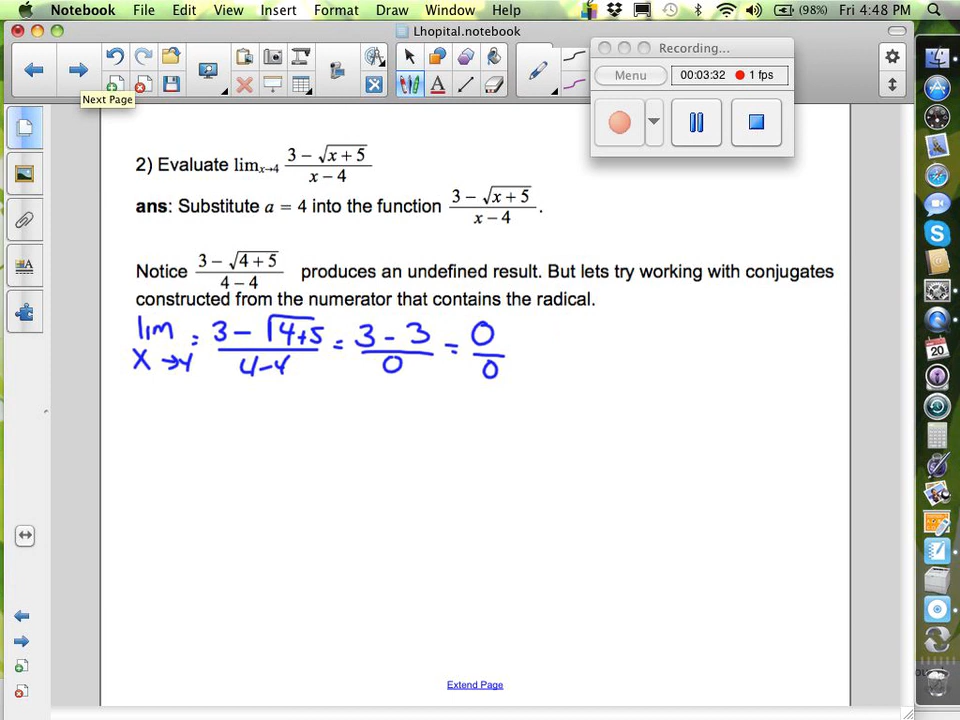 Notebook File Edit View Insert Format Draw Window Help (98%) Fri 4:48 PM
Lhopital.notebook
Recording...
Menu 00:03:32 1 fps
Next Page
2) Evaluate lim x→4 3 − √x + 5 / x − 4
ans: Substitute a = 4 into the function 3 − √x + 5 / x − 4 .
Notice 3 − √4 + 5 / 4 − 4 produces an undefined result. But lets try working with conjugates
constructed from the numerator that contains the radical.
lim x→4 = 3 − √4+5 / 4−4 = 3 − 3 / 0 = 0 / 0
20
Extend Page